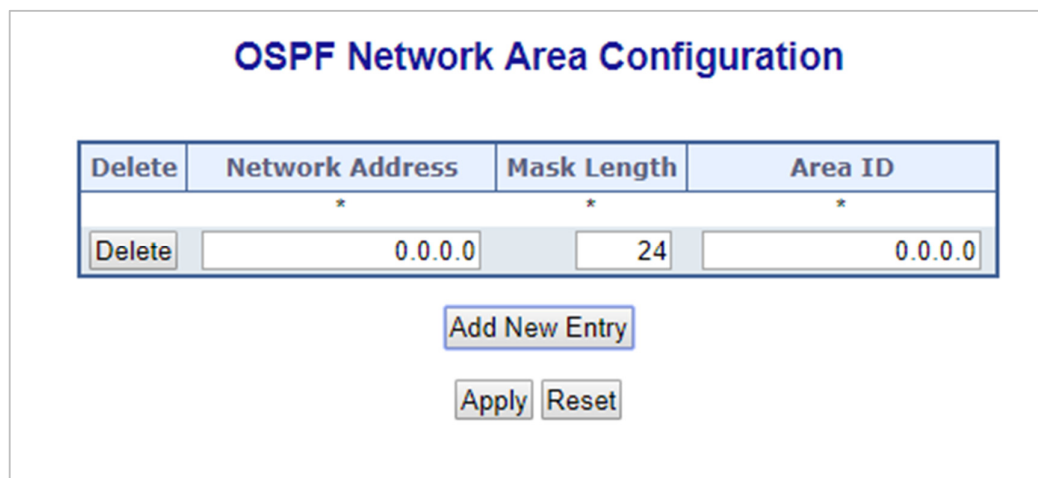 OSPF Network Area Configuration
Delete Network Address Mask Length Area ID
* * *
Delete 0.0.0.0 24 0.0.0.0
Add New Entry
Apply Reset